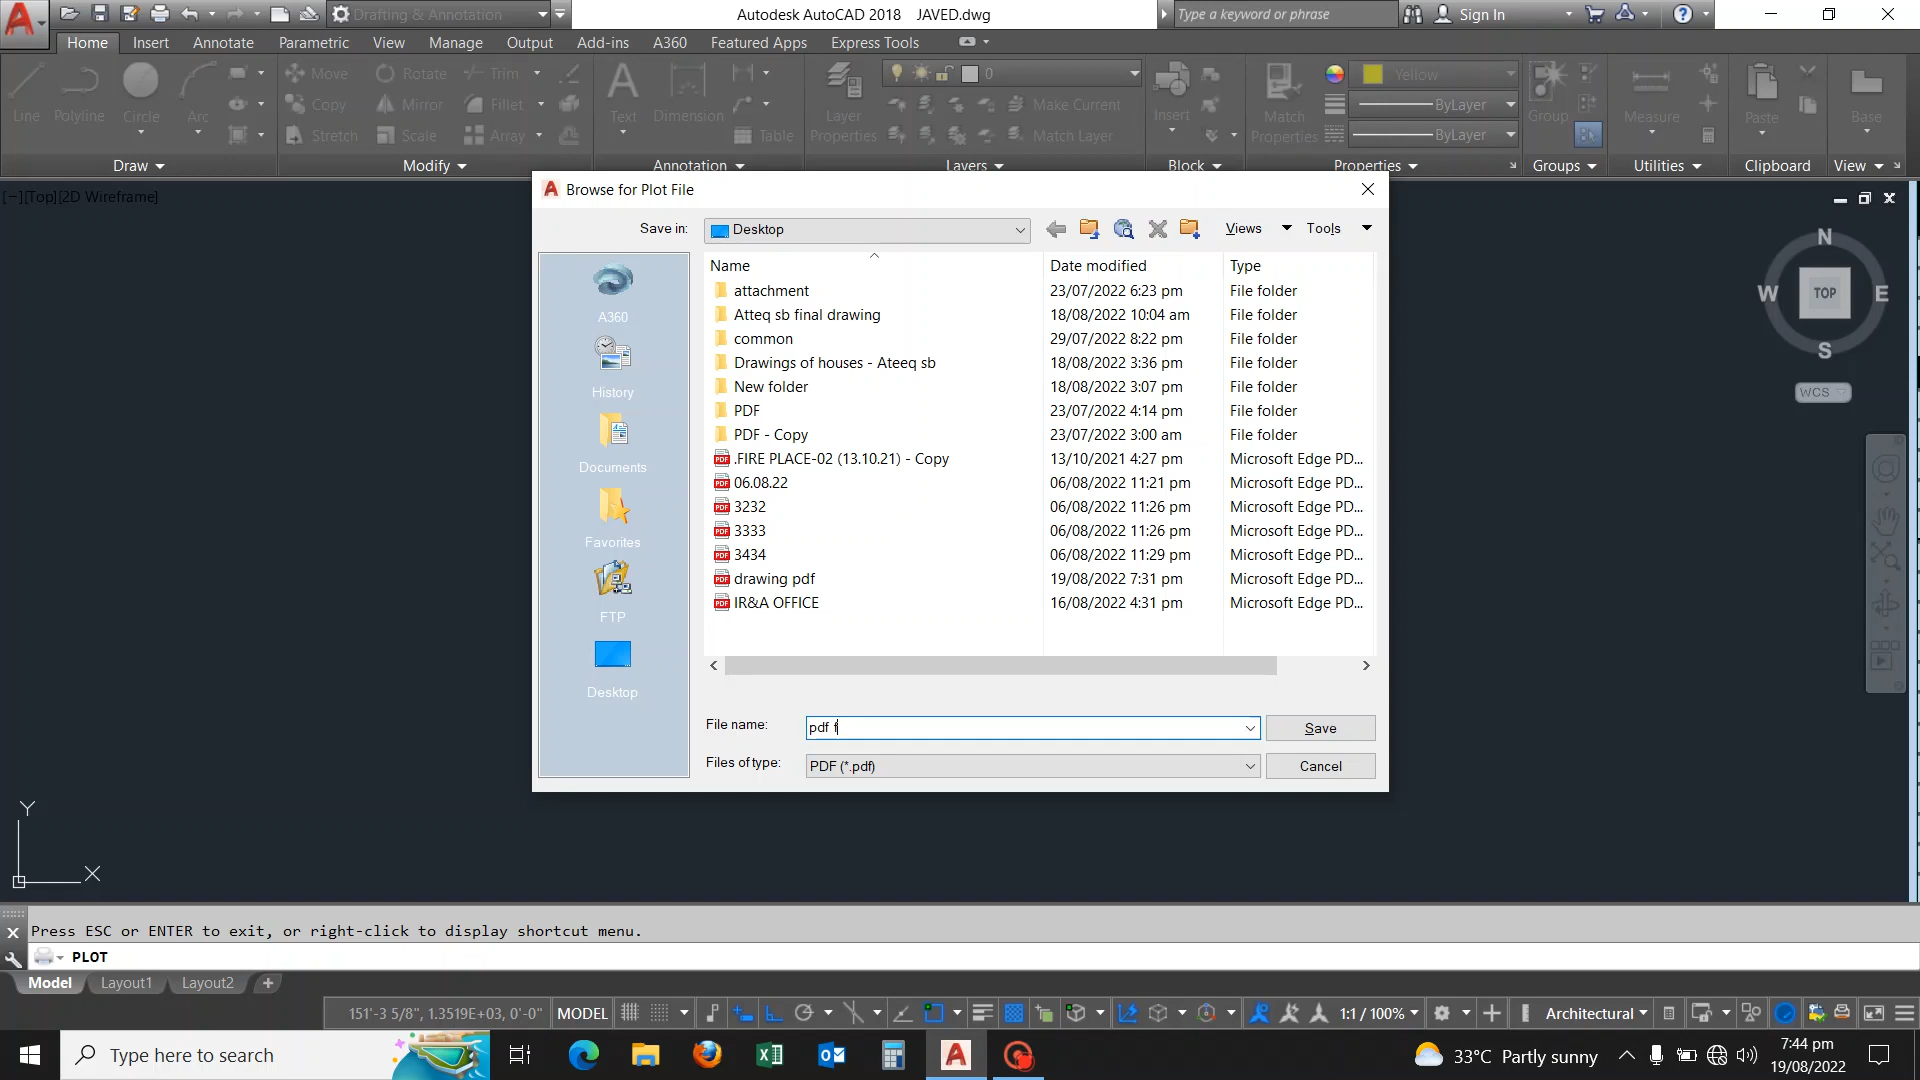 Drafting & Annotation
Autodesk AutoCAD 2018 JAVED.dwg
Type a keyword or phrase
Sign In
Home Insert Annotate Parametric View Manage Output Add-ins A360 Featured Apps Express Tools
Line Polyline Circle Arc
Move Rotate Trim
Copy Mirror Fillet
Stretch Scale Array
Text Dimension Table
Layer Properties
0
Make Current
Match Layer
Insert
Match Properties
Yellow
ByLayer
ByLayer
Group
Measure
Paste
Base
Draw Modify Annotation Layers Block Properties Groups Utilities Clipboard View
[−][Top][2D Wireframe]
N
W TOP E
S
WCS
Browse for Plot File
Save in: Desktop Views Tools
A360
History
Documents
Favorites
FTP
Desktop
Name Date modified Type
attachment 23/07/2022 6:23 pm File folder
Atteq sb final drawing 18/08/2022 10:04 am File folder
common 29/07/2022 8:22 pm File folder
Drawings of houses - Ateeq sb 18/08/2022 3:36 pm File folder
New folder 18/08/2022 3:07 pm File folder
PDF 23/07/2022 4:14 pm File folder
PDF - Copy 23/07/2022 3:00 am File folder
.FIRE PLACE-02 (13.10.21) - Copy 13/10/2021 4:27 pm Microsoft Edge PD...
06.08.22 06/08/2022 11:21 pm Microsoft Edge PD...
3232 06/08/2022 11:26 pm Microsoft Edge PD...
3333 06/08/2022 11:26 pm Microsoft Edge PD...
3434 06/08/2022 11:29 pm Microsoft Edge PD...
drawing pdf 19/08/2022 7:31 pm Microsoft Edge PD...
IR&A OFFICE 16/08/2022 4:31 pm Microsoft Edge PD...
File name: pdf f Save
Files of type: PDF (*.pdf) Cancel
Y
X
Press ESC or ENTER to exit, or right-click to display shortcut menu.
PLOT
Model Layout1 Layout2 +
151'-3 5/8", 1.3519E+03, 0'-0" MODEL 1:1 / 100% Architectural
Type here to search
33°C Partly sunny
7:44 pm
19/08/2022